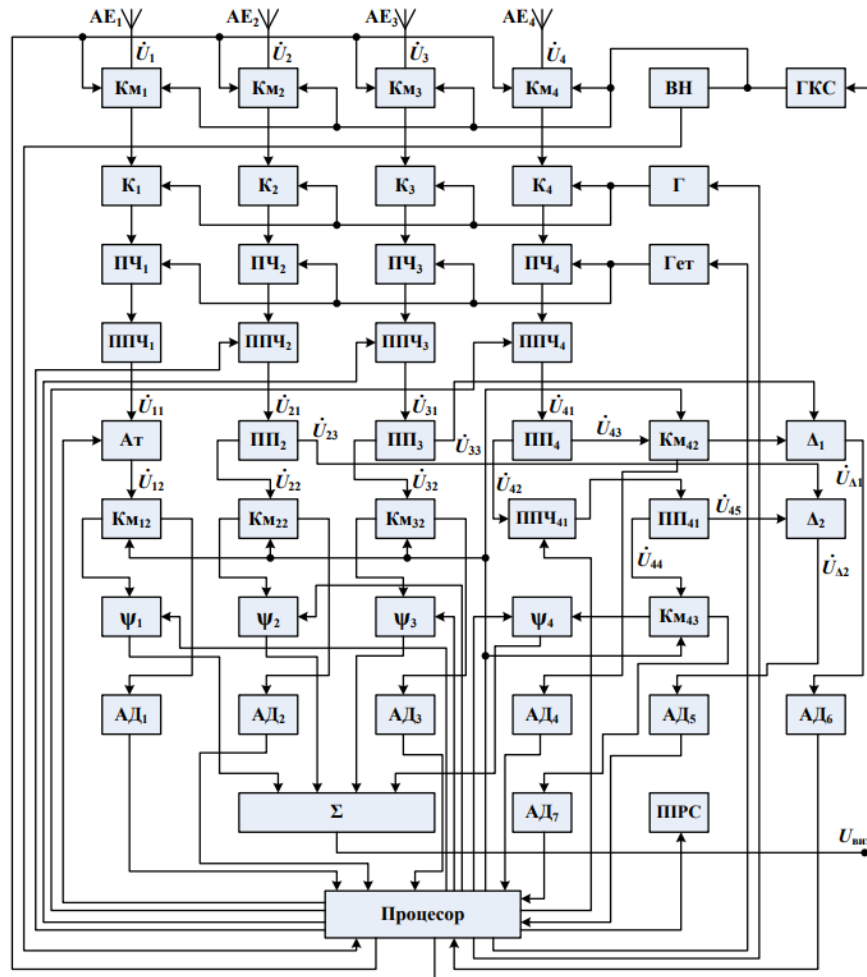 АЕ₁ АЕ₂ АЕ₃ АЕ₄
U̇₁ U̇₂ U̇₃ U̇₄
Км₁ Км₂ Км₃ Км₄ ВН ГКС
К₁ К₂ К₃ К₄ Г
ПЧ₁ ПЧ₂ ПЧ₃ ПЧ₄ Гет
ППЧ₁ ППЧ₂ ППЧ₃ ППЧ₄
U̇₁₁ U̇₂₁ U̇₃₁ U̇₄₁
U̇₂₃ U̇₃₃ U̇₄₃
Ат ПП₂ ПП₃ ПП₄ Км₄₂ Δ₁
U̇₁₂ U̇₂₂ U̇₃₂ U̇₄₂ U̇_Δ1
U̇₄₅
Км₁₂ Км₂₂ Км₃₂ ППЧ₄₁ ПП₄₁ Δ₂
U̇₄₄ U̇_Δ2
ψ₁ ψ₂ ψ₃ ψ₄ Км₄₃
АД₁ АД₂ АД₃ АД₄ АД₅ АД₆
Σ АД₇ ПІРС
Uвих
Процесор